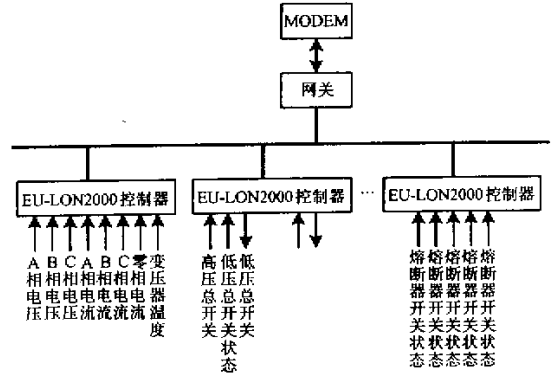 MODEM
网关
EU-LON2000控制器
EU-LON2000控制器
...
EU-LON2000控制器
A相电压
B相电压
C相电压
A相电流
B相电流
C相电流
零相电流
变压器温度
高压总开关
低压总开关状态
低压总开关
熔断器开关状态
熔断器开关状态
熔断器开关状态
熔断器开关状态
熔断器开关状态